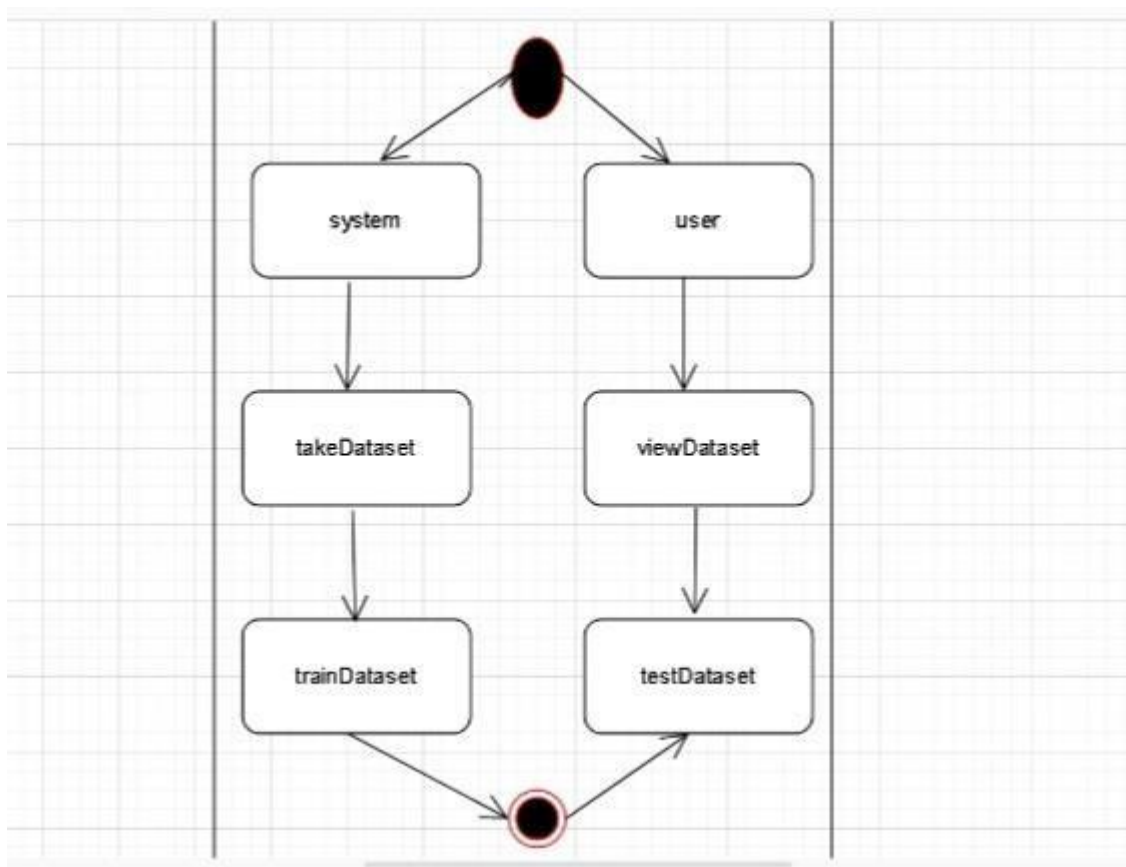 system
user
takeDataset
viewDataset
trainDataset
testDataset